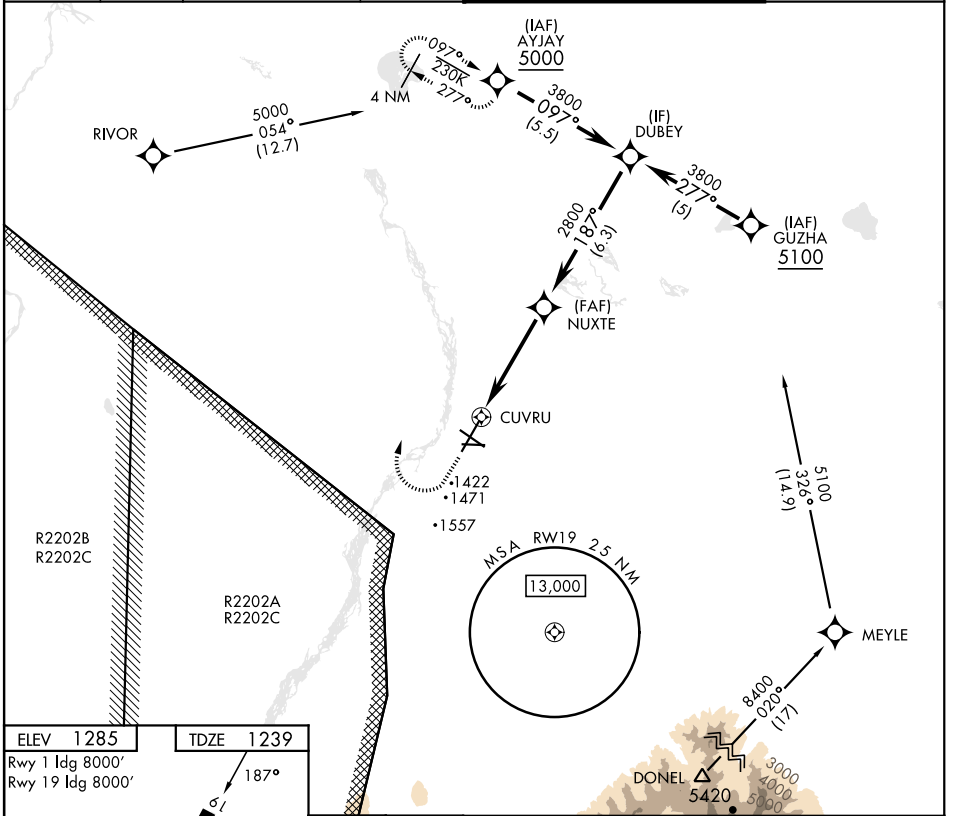 (IAF)
AYJAY
5000
097°
230K
277°
4 NM
3800
097°
(5.5)
(IF)
DUBEY
5000
054°
(12.7)
RIVOR
3800
277°
(5)
(IAF)
GUZHA
5100
2800
187°
(6.3)
(FAF)
NUXTE
CUVRU
1422
1471
1557
5100
326°
(14.9)
R2202B
R2202C
R2202A
R2202C
MSA RW19 25 NM
13,000
MEYLE
8400
020°
(17)
DONEL
5420
3000
4000
5000
ELEV 1285
TDZE 1239
Rwy 1 ldg 8000'
Rwy 19 ldg 8000'
187°
19